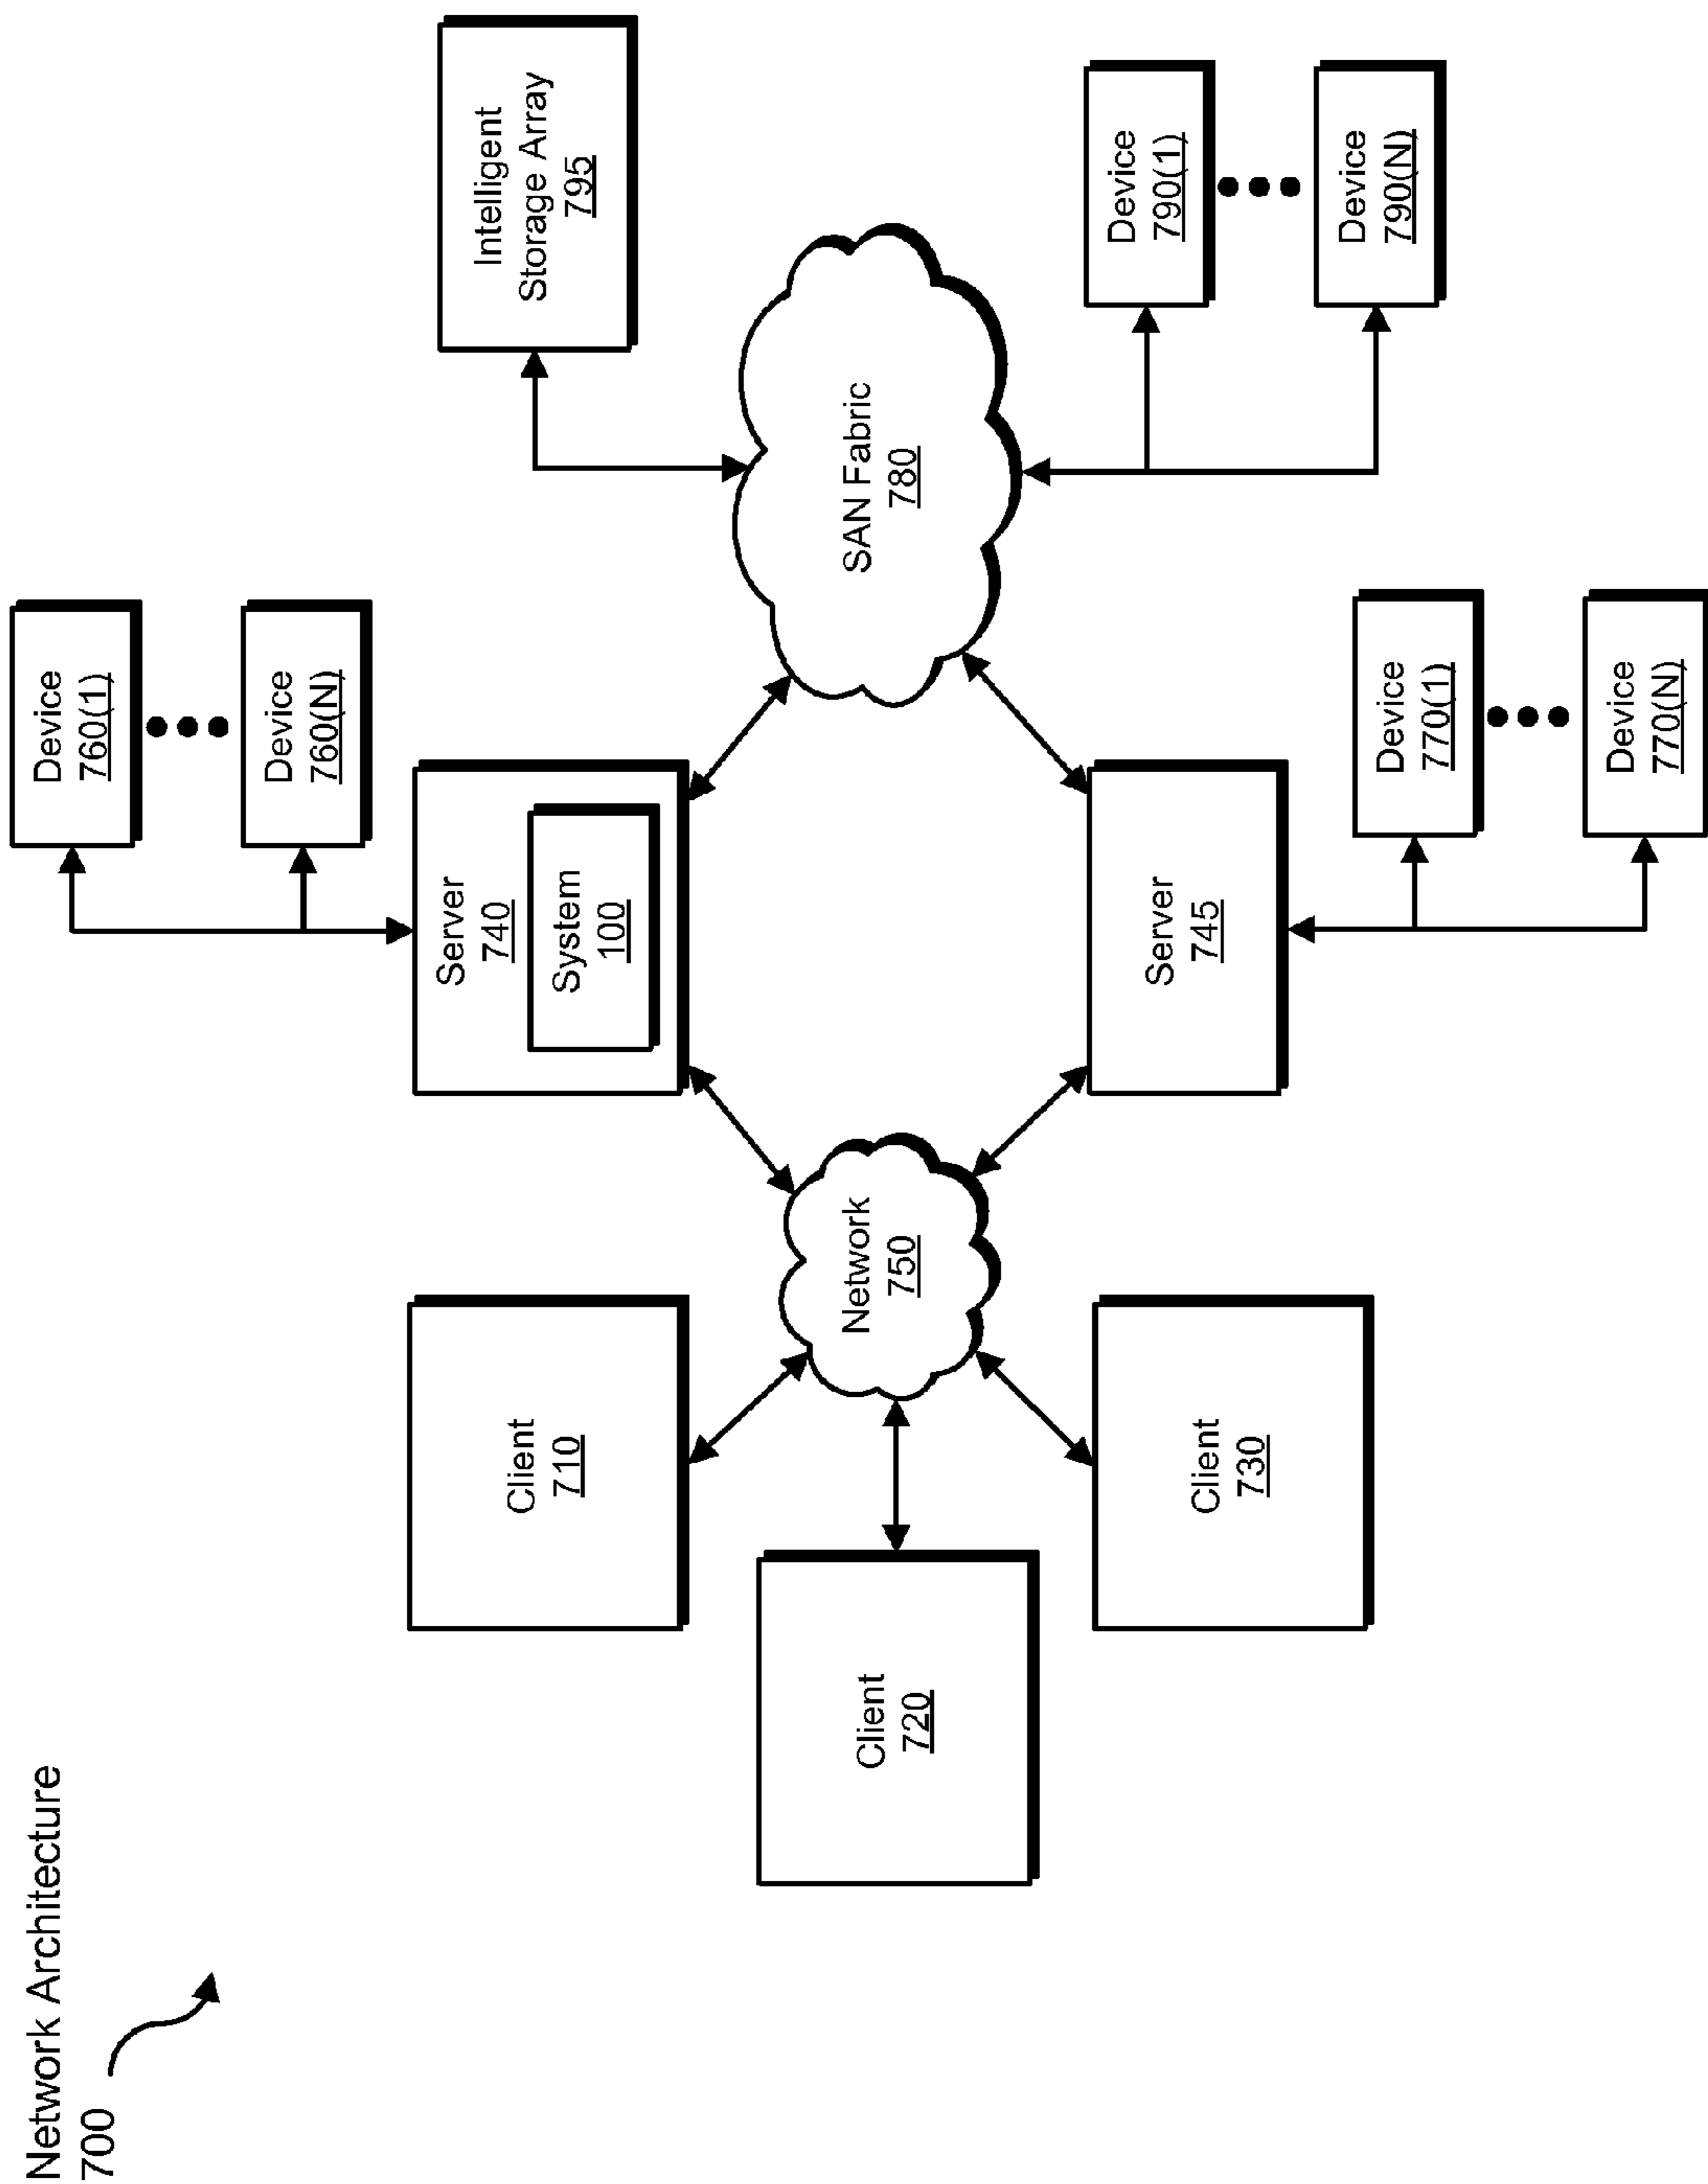 Network Architecture
700
Device
760(1)
Device
760(N)
Client
710
Server
740
System
100
Intelligent
Storage Array
795
Client
720
Network
750
SAN Fabric
780
Client
730
Server
745
Device
790(1)
Device
790(N)
Device
770(1)
Device
770(N)